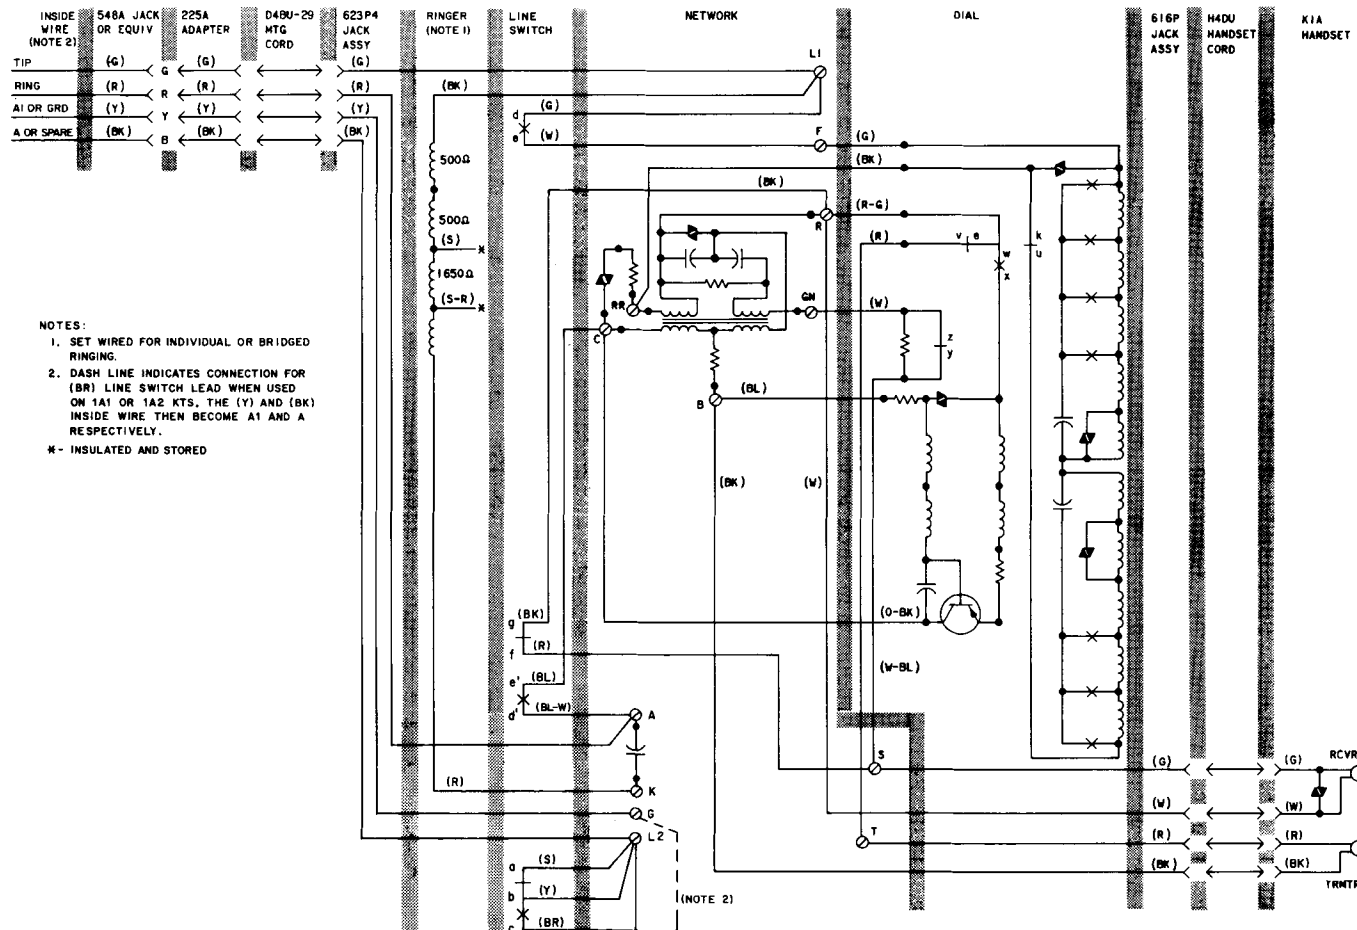 INSIDE WIRE (NOTE 2)
548A JACK OR EQUIV
225A ADAPTER
D4BU-29 MTG CORD
623P4 JACK ASSY
RINGER (NOTE 1)
LINE SWITCH
NETWORK
DIAL
616P JACK ASSY
H4DU HANDSET CORD
K1A HANDSET
TIP (G) G (G) (G)
RING (R) R (R) (R)
A1 OR GRD (Y) Y (Y) (Y)
A OR SPARE (BK) B (BK) (BK)
L1
(BK)
d (G)
e (W)
F (G)
(BK)
500Ω
(BK)
R (R-G)
500Ω
(S) *
(R) v e
w
x
k
u
1650Ω
(S-R) *
RR
GN (W)
C
z
y
B (BL)
NOTES:
1. SET WIRED FOR INDIVIDUAL OR BRIDGED
RINGING.
2. DASH LINE INDICATES CONNECTION FOR
(BR) LINE SWITCH LEAD WHEN USED
ON 1A1 OR 1A2 KTS. THE (Y) AND (BK)
INSIDE WIRE THEN BECOME A1 AND A
RESPECTIVELY.
*- INSULATED AND STORED
(BK) (W)
g (BK)
(O-BK)
f (R)
(W-BL)
e' (BL)
d' (BL-W) A
S (G) (G) RCVR
(R) K
G
(W) (W)
L2 T (R) (R)
a (S)
(BK) (BK)
TRMTR
b (Y)
(NOTE 2)
c (BR)